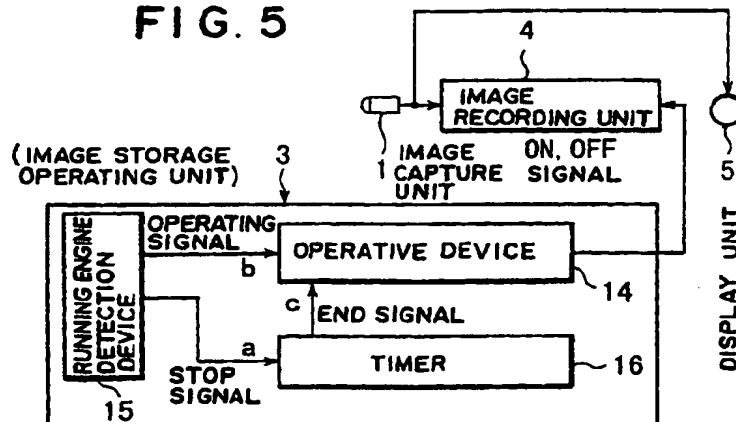 FIG. 5
4
IMAGE
RECORDING UNIT
1
IMAGE
CAPTURE
UNIT
ON, OFF
SIGNAL
5
DISPLAY UNIT
(IMAGE STORAGE
OPERATING UNIT)
3
RUNNING ENGINE
DETECTION
DEVICE
15
OPERATING
SIGNAL
b
OPERATIVE DEVICE
14
c
END SIGNAL
a
STOP
SIGNAL
TIMER
16